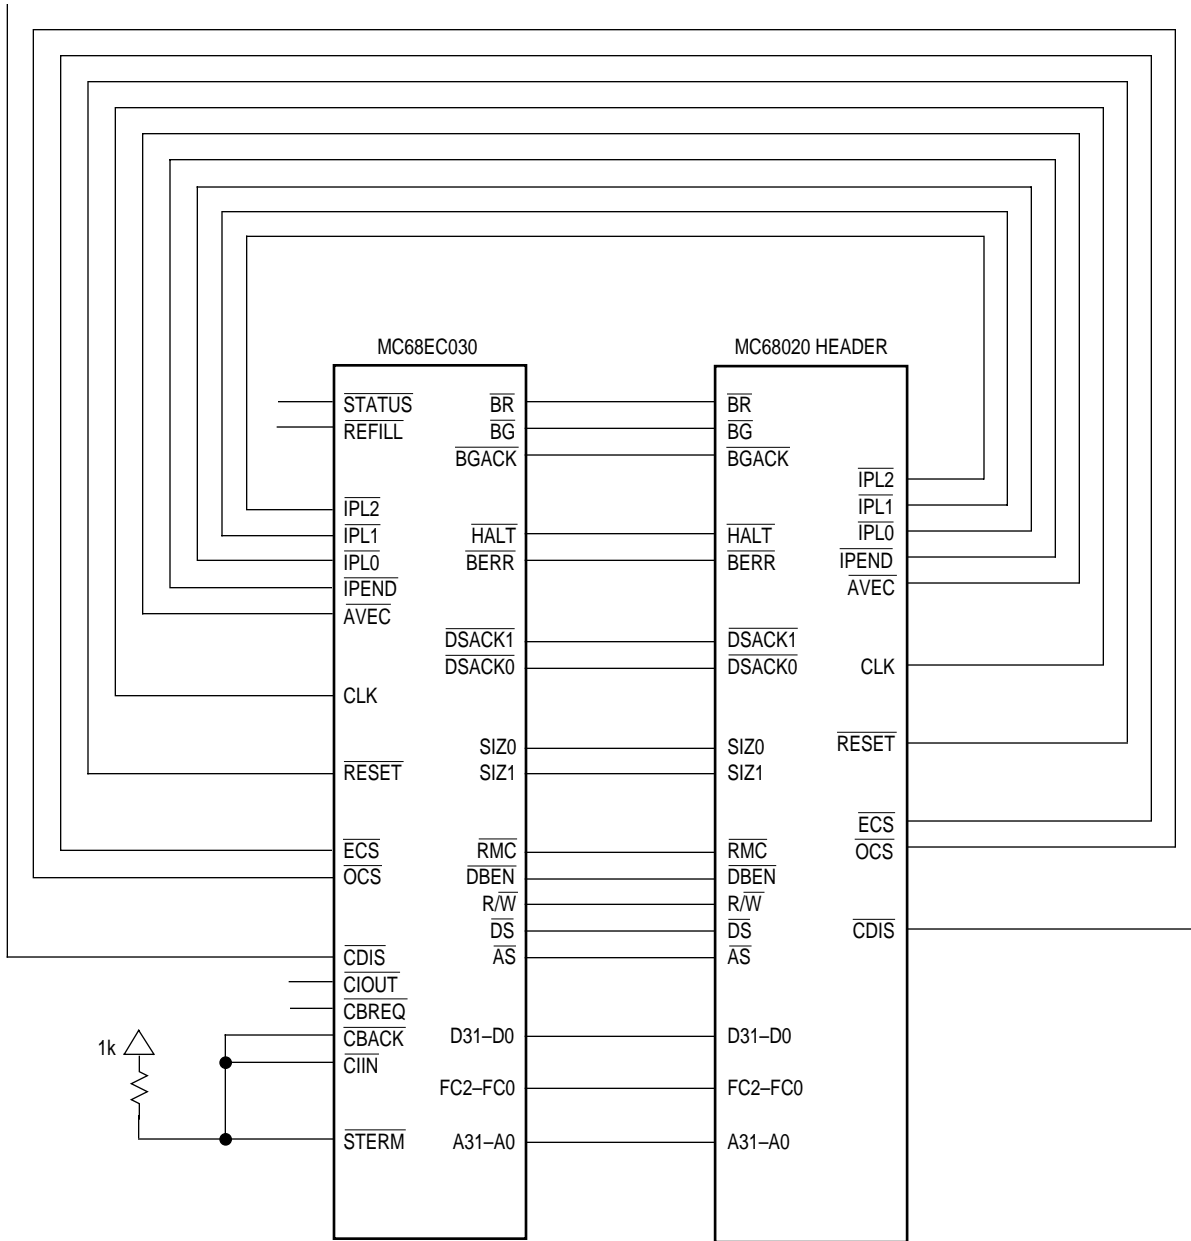 MC68EC030
MC68020 HEADER
STATUS
BR
BR
REFILL
BG
BG
BGACK
BGACK
IPL2
IPL2
IPL1
IPL1
HALT
HALT
IPL0
IPL0
BERR
BERR
IPEND
IPEND
AVEC
AVEC
DSACK1
DSACK1
DSACK0
DSACK0
CLK
CLK
SIZ0
SIZ0
RESET
RESET
SIZ1
SIZ1
ECS
ECS
RMC
RMC
OCS
OCS
DBEN
DBEN
R/W
R/W
DS
DS
CDIS
CDIS
AS
AS
CIOUT
CBREQ
CBACK
D31–D0
D31–D0
1k
CIIN
FC2–FC0
FC2–FC0
STERM
A31–A0
A31–A0